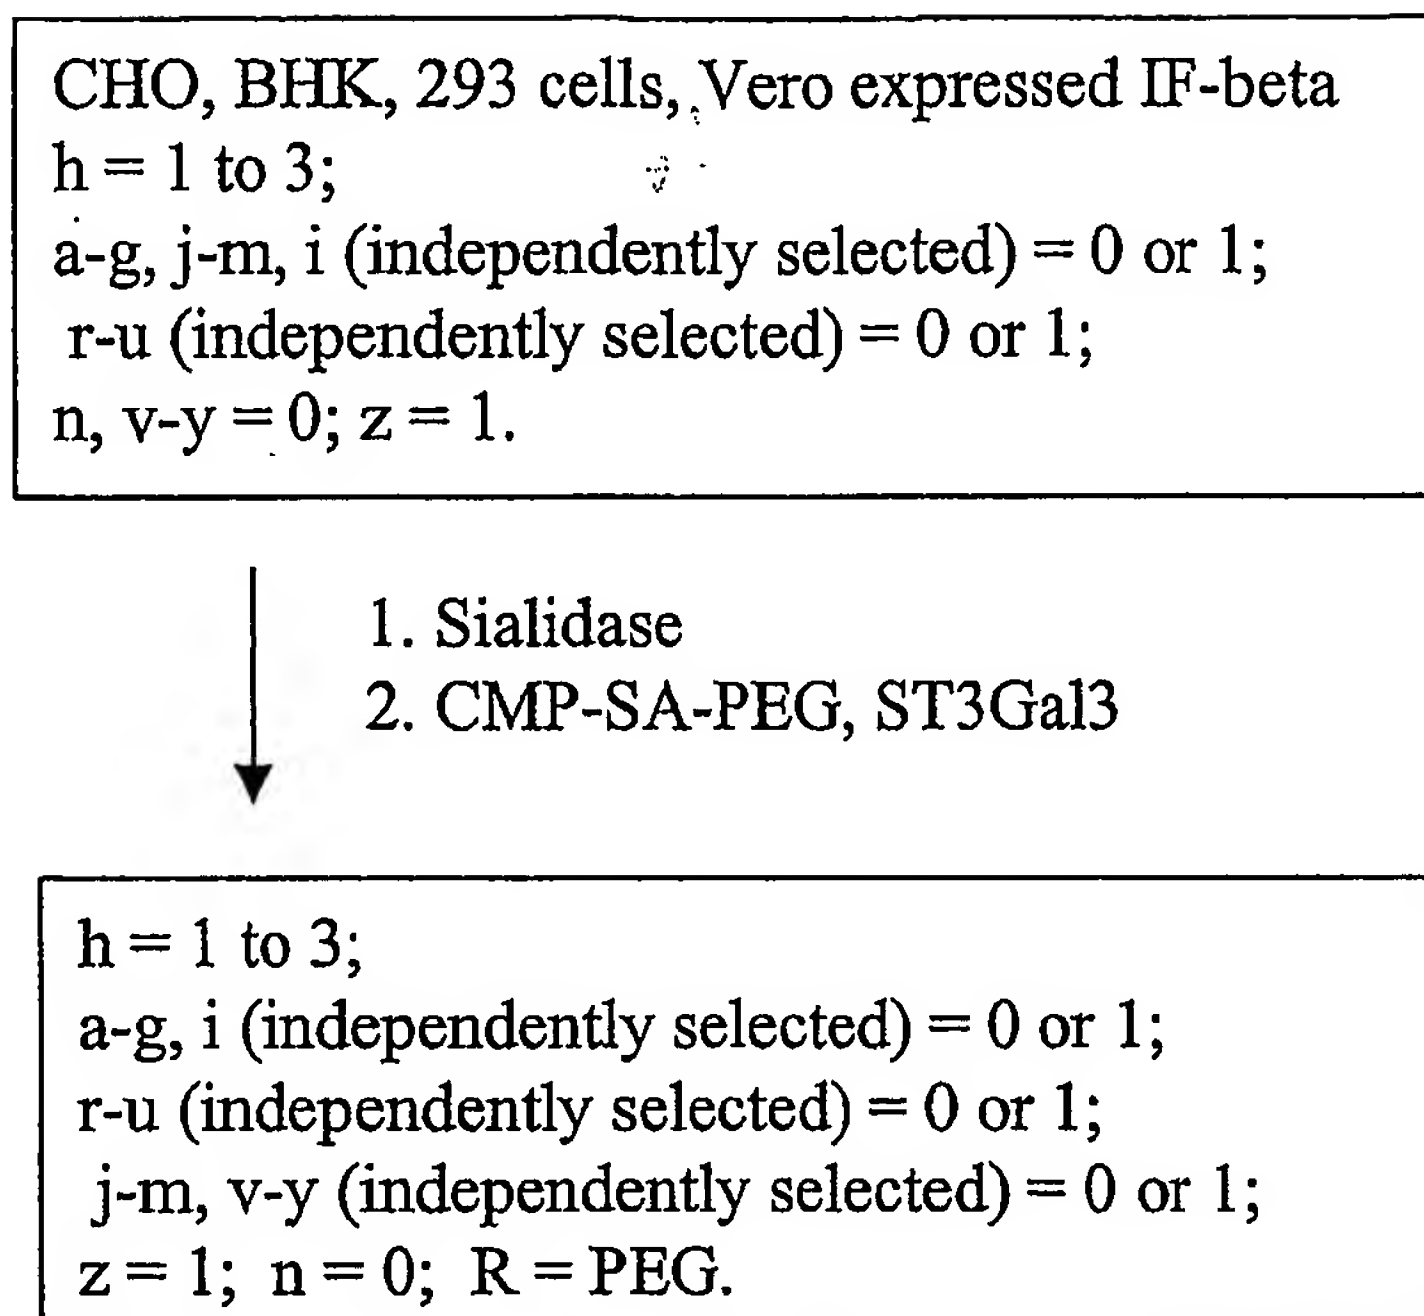 CHO, BHK, 293 cells, Vero expressed IF-beta
h = 1 to 3;
a-g, j-m, i (independently selected) = 0 or 1;
r-u (independently selected) = 0 or 1;
n, v-y = 0; z = 1.
1. Sialidase
2. CMP-SA-PEG, ST3Gal3
h = 1 to 3;
a-g, i (independently selected) = 0 or 1;
r-u (independently selected) = 0 or 1;
j-m, v-y (independently selected) = 0 or 1;
z = 1; n = 0; R = PEG.